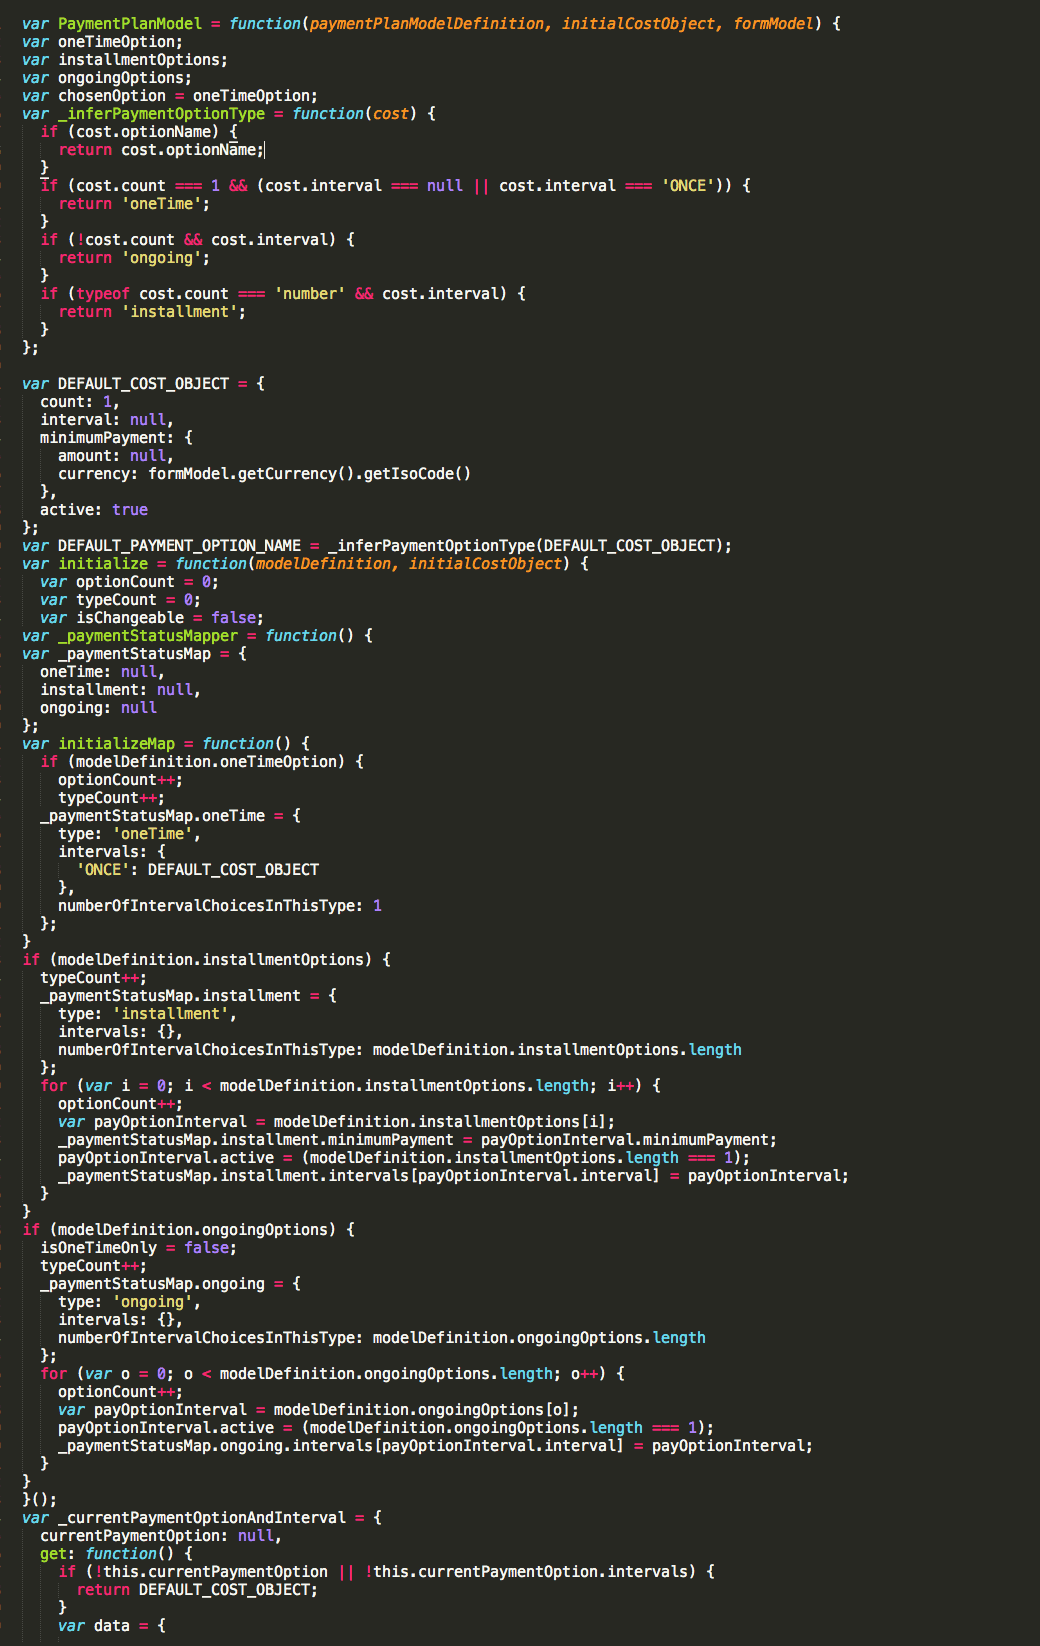 var PaymentPlanModel = function(paymentPlanModelDefinition, initialCostObject, formModel) {
var oneTimeOption;
var installmentOptions;
var ongoingOptions;
var chosenOption = oneTimeOption;
var _inferPaymentOptionType = function(cost) {
  if (cost.optionName) {
    return cost.optionName;
  }
  if (cost.count === 1 && (cost.interval === null || cost.interval === 'ONCE')) {
    return 'oneTime';
  }
  if (!cost.count && cost.interval) {
    return 'ongoing';
  }
  if (typeof cost.count === 'number' && cost.interval) {
    return 'installment';
  }
};

var DEFAULT_COST_OBJECT = {
  count: 1,
  interval: null,
  minimumPayment: {
    amount: null,
    currency: formModel.getCurrency().getIsoCode()
  },
  active: true
};
var DEFAULT_PAYMENT_OPTION_NAME = _inferPaymentOptionType(DEFAULT_COST_OBJECT);
var initialize = function(modelDefinition, initialCostObject) {
  var optionCount = 0;
  var typeCount = 0;
  var isChangeable = false;
var _paymentStatusMapper = function() {
var _paymentStatusMap = {
  oneTime: null,
  installment: null,
  ongoing: null
};
var initializeMap = function() {
  if (modelDefinition.oneTimeOption) {
    optionCount++;
    typeCount++;
  _paymentStatusMap.oneTime = {
    type: 'oneTime',
    intervals: {
      'ONCE': DEFAULT_COST_OBJECT
    },
    numberOfIntervalChoicesInThisType: 1
  };
}
if (modelDefinition.installmentOptions) {
  typeCount++;
  _paymentStatusMap.installment = {
    type: 'installment',
    intervals: {},
    numberOfIntervalChoicesInThisType: modelDefinition.installmentOptions.length
  };
  for (var i = 0; i < modelDefinition.installmentOptions.length; i++) {
    optionCount++;
    var payOptionInterval = modelDefinition.installmentOptions[i];
    _paymentStatusMap.installment.minimumPayment = payOptionInterval.minimumPayment;
    payOptionInterval.active = (modelDefinition.installmentOptions.length === 1);
    _paymentStatusMap.installment.intervals[payOptionInterval.interval] = payOptionInterval;
  }
}
if (modelDefinition.ongoingOptions) {
  isOneTimeOnly = false;
  typeCount++;
  _paymentStatusMap.ongoing = {
    type: 'ongoing',
    intervals: {},
    numberOfIntervalChoicesInThisType: modelDefinition.ongoingOptions.length
  };
  for (var o = 0; o < modelDefinition.ongoingOptions.length; o++) {
    optionCount++;
    var payOptionInterval = modelDefinition.ongoingOptions[o];
    payOptionInterval.active = (modelDefinition.ongoingOptions.length === 1);
    _paymentStatusMap.ongoing.intervals[payOptionInterval.interval] = payOptionInterval;
  }
}
}();
var _currentPaymentOptionAndInterval = {
  currentPaymentOption: null,
  get: function() {
    if (!this.currentPaymentOption || !this.currentPaymentOption.intervals) {
      return DEFAULT_COST_OBJECT;
    }
    var data = {